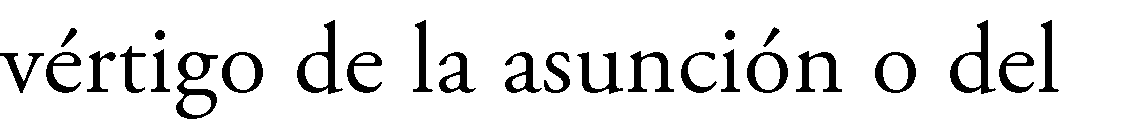 vértigo de la asunción o del